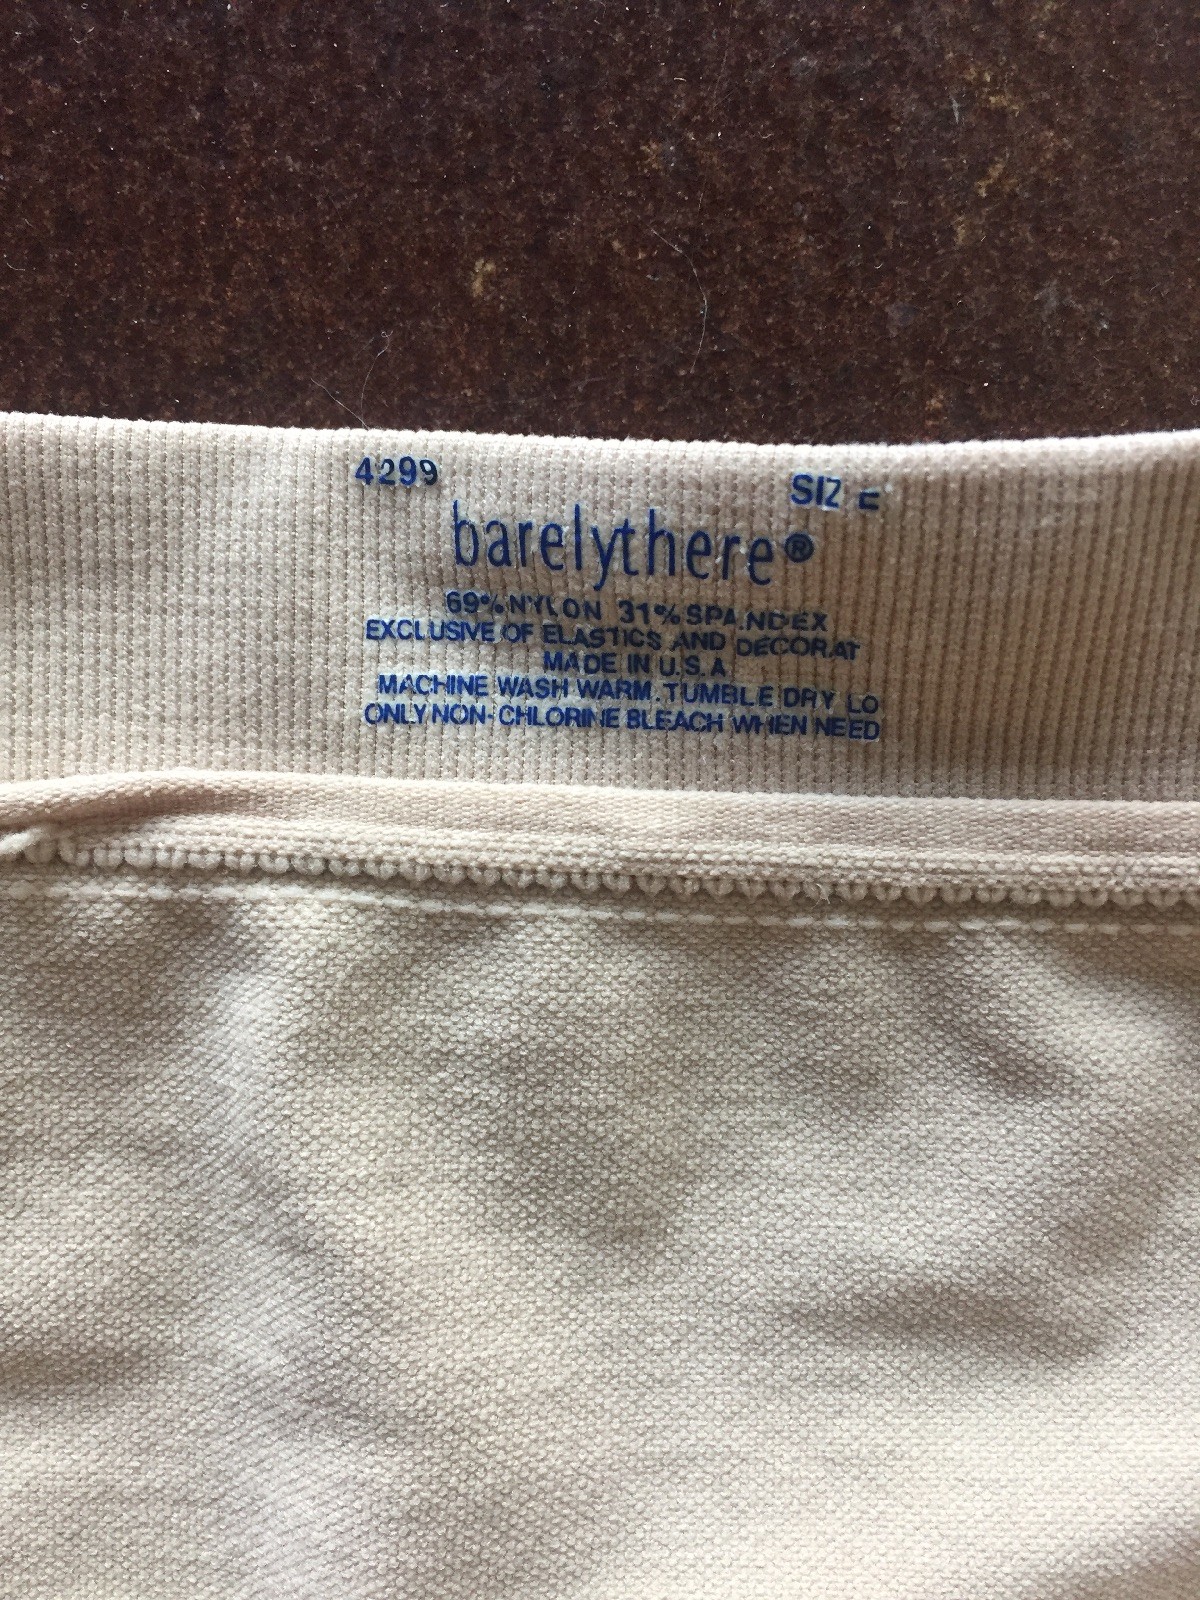 4299 SIZE
barelythere®
69% NYLON 31% SPANDEX
EXCLUSIVE OF ELASTICS AND DECORAT
MADE IN U.S.A.
MACHINE WASH WARM. TUMBLE DRY LO
ONLY NON-CHLORINE BLEACH WHEN NEED